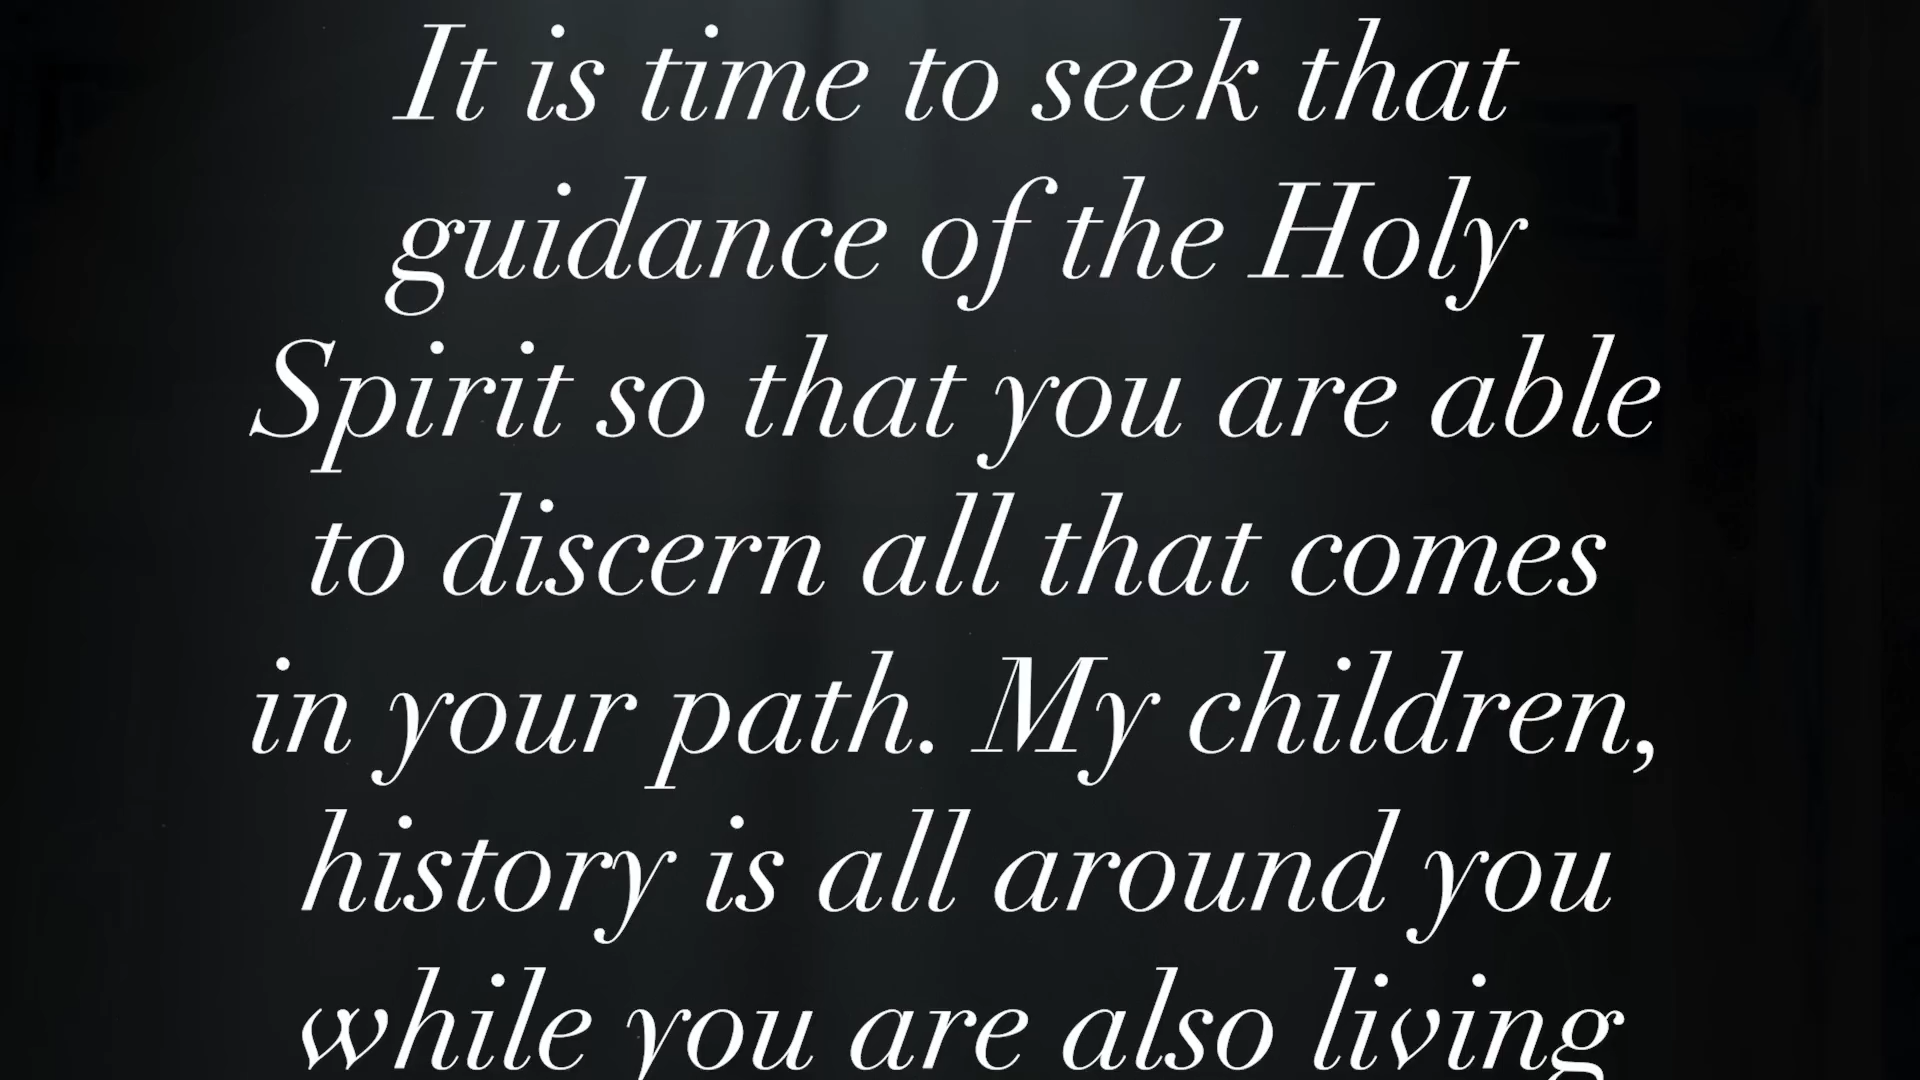 It is time to seek that
guidance of the Holy
Spirit so that you are able
to discern all that comes
in your path. My children,
history is all around you
while you are also living